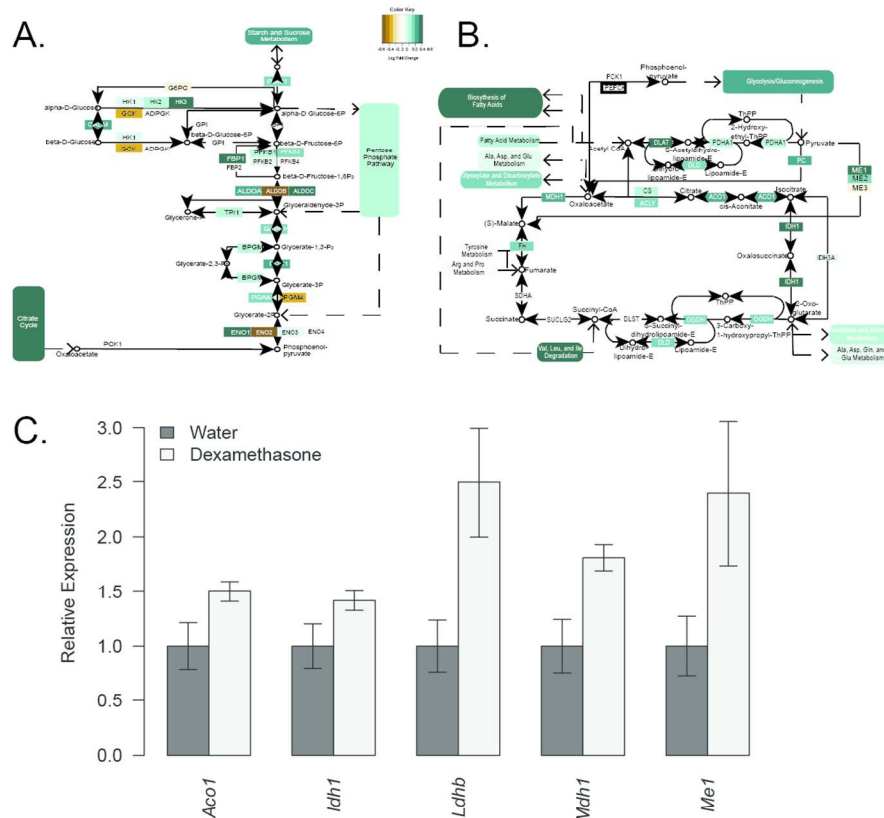 A.
Starch and Sucrose
Metabolism
Color Key
Log Fold Change
G6PC
HK1
HK2
HK3
alpha-D-Glucose
GCK
ADPGK
alpha-D Glucose-6P
GPI
HK1
beta-D-Glucose-6P
GPI
beta-D-Glucose
GCK
ADPGK
beta-D-Fructose-6P
PFKFB1
PFKFB2
PFKFB4
FBP1
FBP2
beta-D-Fructose-1,6P2
ALDOA
ALDOB
ALDOC
Glyceraldehyde-3P
TPI1
Pentose
Phosphate
Pathway
BPGM
Glycerate-1,3-P2
Glycerate-2,3-P
BPGM
Glycerate-3P
PGAM
PGAM4
Glycerate-2P
ENO1
ENO2
ENO3
ENO4
Citrate
Cycle
PCK1
Oxaloacetate
Phosphoenol-
pyruvate
B.
PCK1
Phosphoenol-
pyruvate
Glycolysis/Gluconeogenesis
Biosythesis of
Fatty Acids
Fatty Acid Metabolism
Ala, Asp, and Glu
Metabolism
Glycolylate and Dicarboxylate
Metabolism
ThPP
2-Hydroxy-
ethyl-ThPP
Acetyl CoA
DLAT
PDHA1
PDHA1
Pyruvate
DLD
Lipoamide-E
PC
ME1
ME2
ME3
MDH1
Oxaloacetate
CS
ACLY
Citrate
ACO1
cis-Aconitate
ACO1
Isocitrate
(S)-Malate
IDH1
Tyrosine
Metabolism
FH
Oxalosuccinate
IDH3A
Arg and Pro
Metabolism
Fumarate
IDH1
SDHA
ThPP
2-Oxo-
glutarate
Succinate
SUCLG2
Succinyl-CoA
DLST
OGDH
OGDH
S-Succinyl-
dihydrolipoamide-E
3-Carboxy-
1-hydroxypropyl-ThPP
DLD
Lipoamide-E
Dihydro-
lipoamide-E
Val, Leu, and Ile
Degradation
Ala, Asp, Gln, and
Glu Metabolism
C.
Water
Dexamethasone
Relative Expression
3.0
2.5
2.0
1.5
1.0
0.5
0.0
Aco1
Idh1
Ldhb
Mdh1
Me1